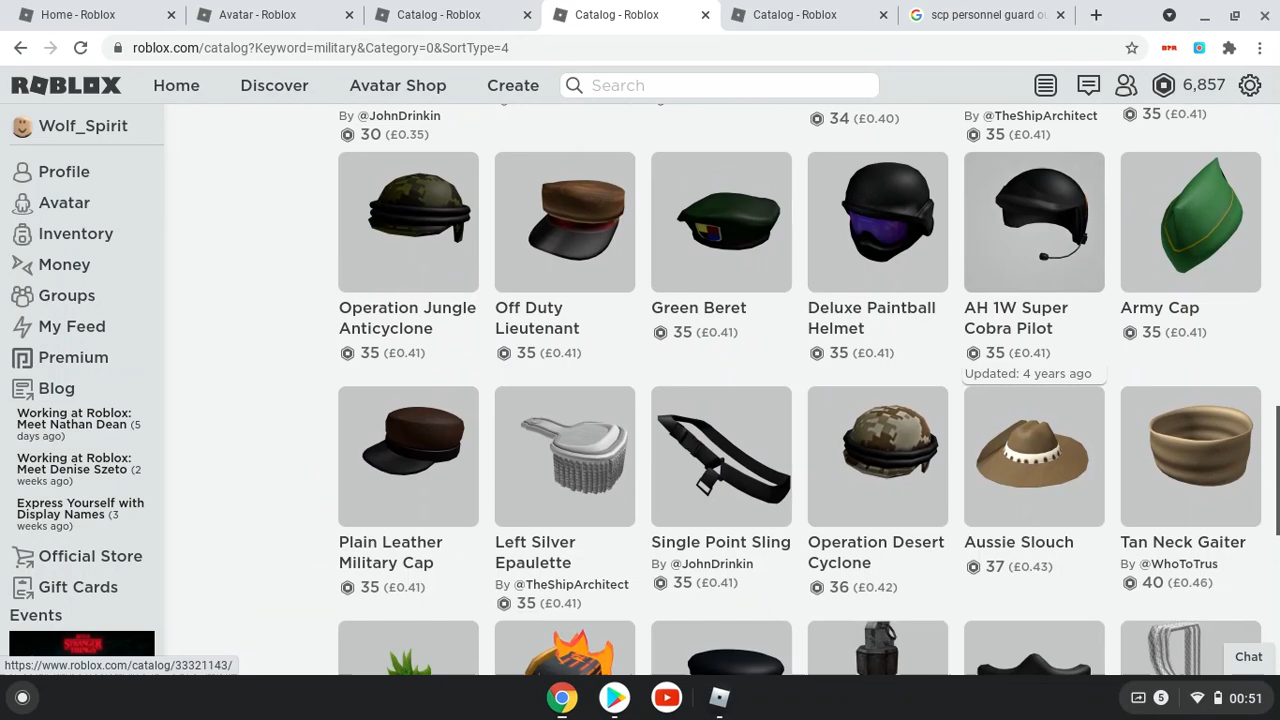 Home - Roblox
Avatar - Roblox
Catalog - Roblox
Catalog - Roblox
Catalog - Roblox
scp personnel guard ou
roblox.com/catalog?Keyword=military&Category=0&SortType=4
ROBLOX
Home
Discover
Avatar Shop
Create
Search
6,857
Wolf_Spirit
Profile
Avatar
Inventory
Money
Groups
My Feed
Premium
Blog
Working at Roblox:
Meet Nathan Dean (5
days ago)
Working at Roblox:
Meet Denise Szeto (2
weeks ago)
Express Yourself with
Display Names (3
weeks ago)
Official Store
Gift Cards
Events
By @JohnDrinkin
30 (£0.35)
34 (£0.40)
By @TheShipArchitect
35 (£0.41)
35
Operation Jungle
Anticyclone
35 (£0.41)
Off Duty
Lieutenant
35 (£0.41)
Green Beret
35 (£0.41)
Deluxe Paintball
Helmet
35 (£0.41)
AH 1W Super
Cobra Pilot
35 (£0.41)
Updated: 4 years ago
Army Cap
35 (£0.41)
Plain Leather
Military Cap
35 (£0.41)
Left Silver
Epaulette
By @TheShipArchitect
35 (£0.41)
Single Point Sling
By @JohnDrinkin
35 (£0.41)
Operation Desert
Cyclone
36 (£0.42)
Aussie Slouch
37 (£0.43)
Tan Neck Gaiter
By @WhoToTrus
40 (£0.46)
https://www.roblox.com/catalog/33321143/
Chat
5
00:51